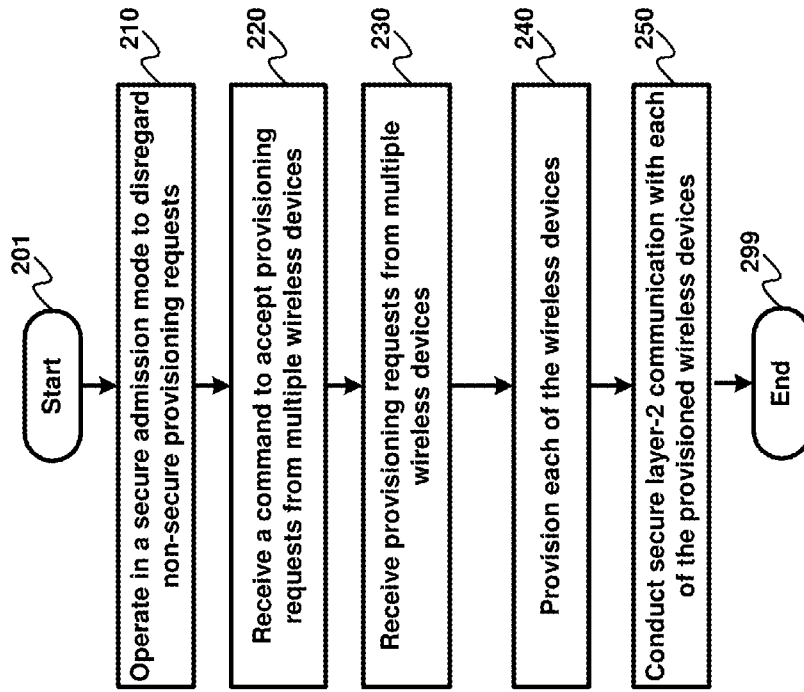 201
Start
210
Operate in a secure admission mode to disregard
non-secure provisioning requests
220
Receive a command to accept provisioning
requests from multiple wireless devices
230
Receive provisioning requests from multiple
wireless devices
240
Provision each of the wireless devices
250
Conduct secure layer-2 communication with each
of the provisioned wireless devices
299
End